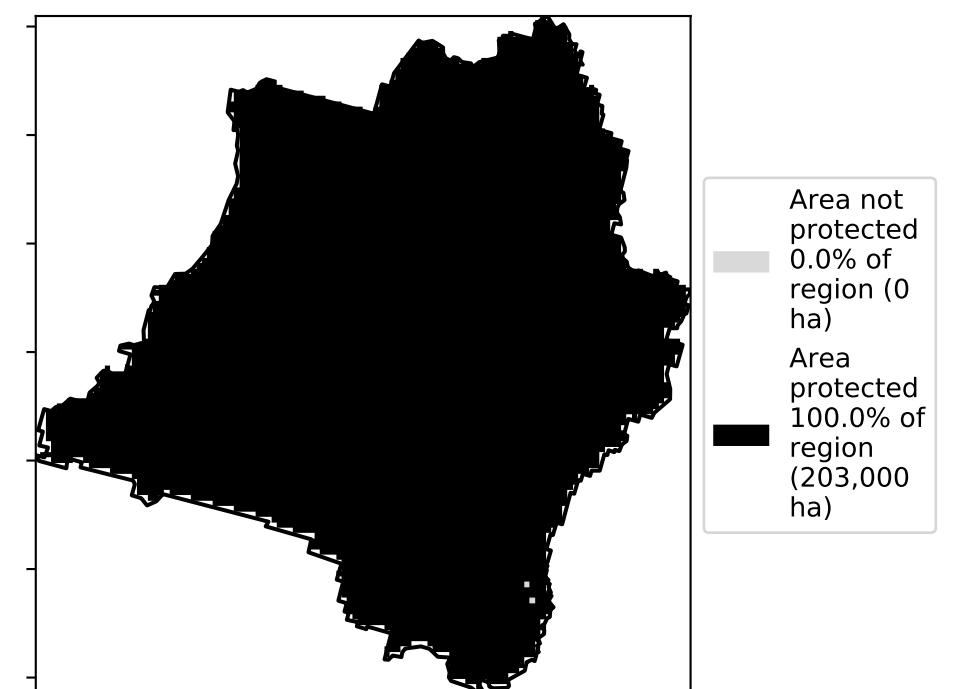 Area not
protected
0.0% of
region (0
ha)
Area
protected
100.0% of
region
(203,000
ha)